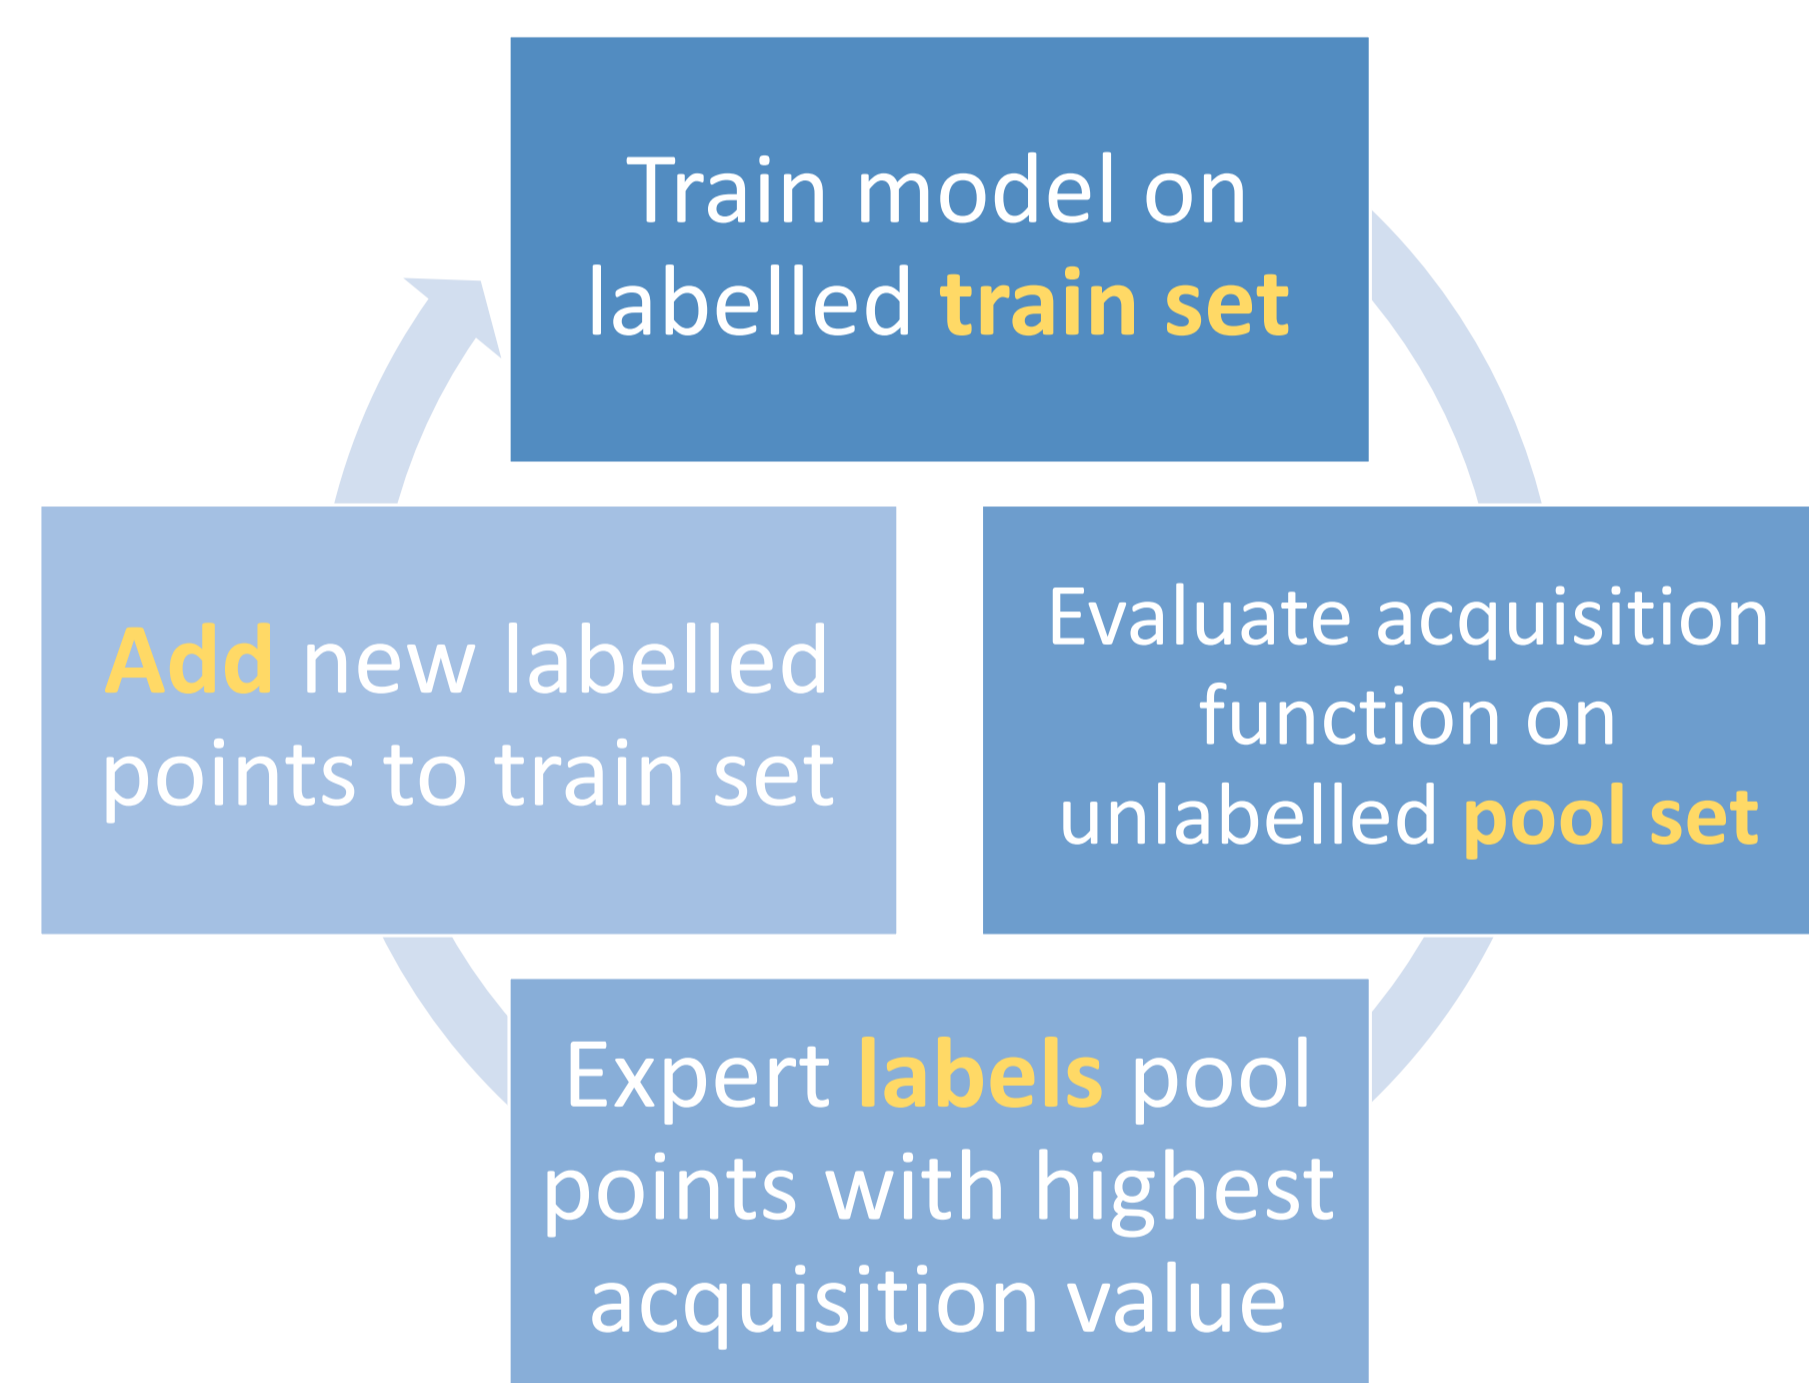 Train model on
labelled train set
Evaluate acquisition
function on
unlabelled pool set
Expert labels pool
points with highest
acquisition value
Add new labelled
points to train set